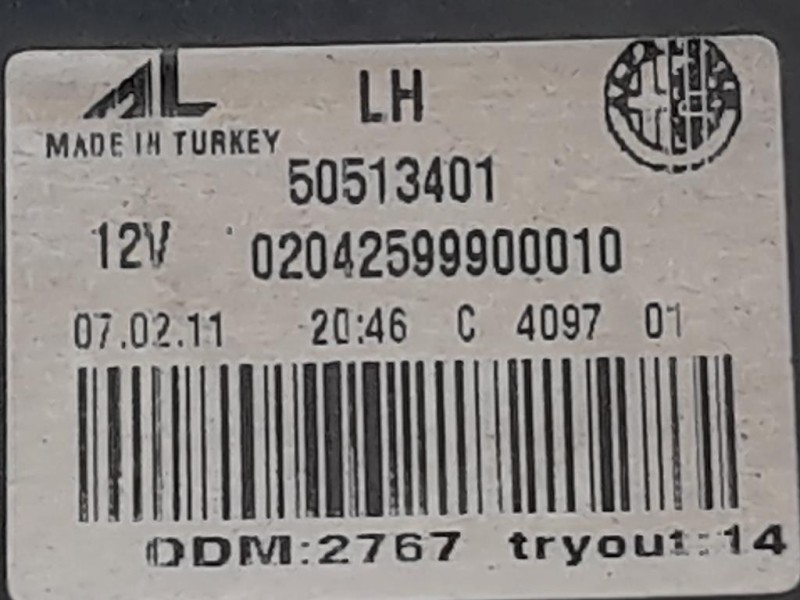 AL LH
MADE IN TURKEY
50513401
12V 02042599900010
07.02.11 20:46 C 4097 01
ODM:2767 tryout:14